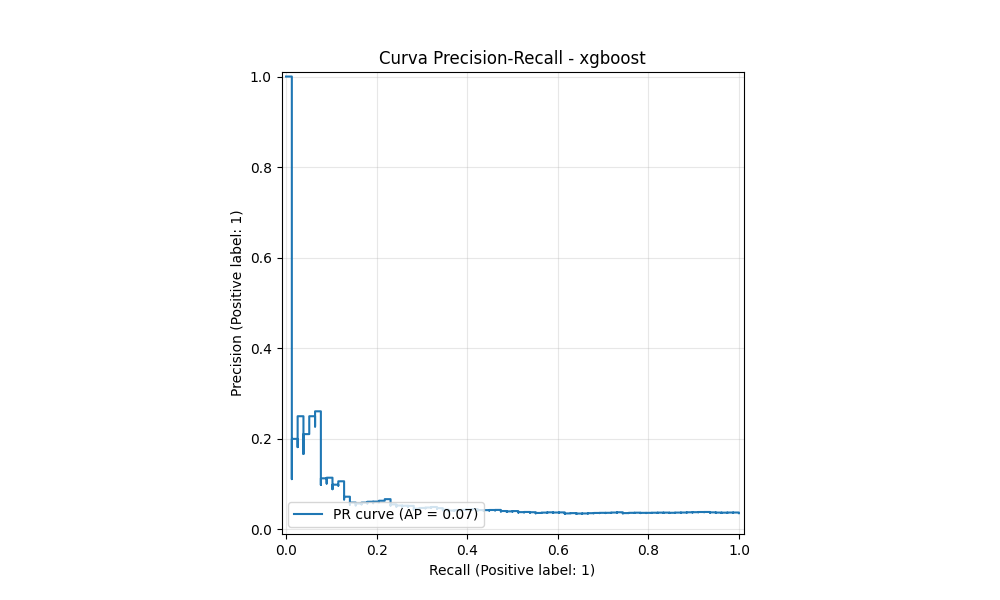 Curva Precision-Recall - xgboost
Precision (Positive label: 1)
1.0
0.8
0.6
0.4
0.2
0.0
PR curve (AP = 0.07)
0.0 0.2 0.4 0.6 0.8 1.0
Recall (Positive label: 1)